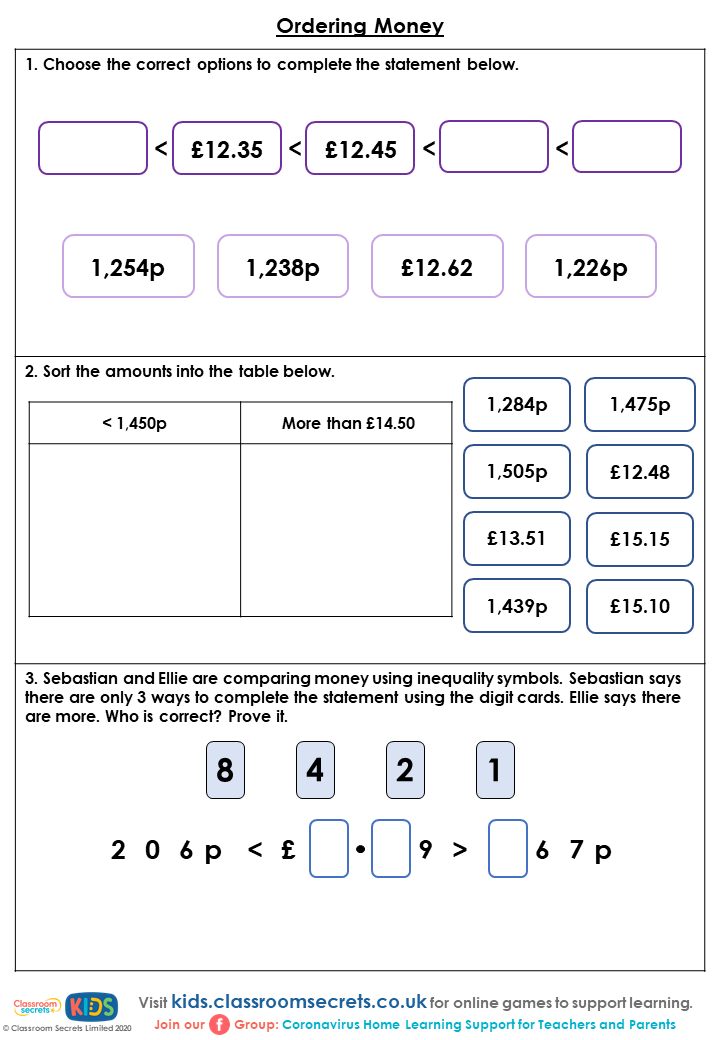 Ordering Money
1. Choose the correct options to complete the statement below.
< £12.35 < £12.45 < <
1,254p 1,238p £12.62 1,226p
2. Sort the amounts into the table below.
< 1,450p More than £14.50
1,284p 1,475p
1,505p £12.48
£13.51 £15.15
1,439p £15.10
3. Sebastian and Ellie are comparing money using inequality symbols. Sebastian says
there are only 3 ways to complete the statement using the digit cards. Ellie says there
are more. Who is correct? Prove it.
8 4 2 1
2 0 6 p < £ • 9 > 6 7 p
Classroom
secrets
KIDS
© Classroom Secrets Limited 2020
Visit kids.classroomsecrets.co.uk for online games to support learning.
Join our f Group: Coronavirus Home Learning Support for Teachers and Parents